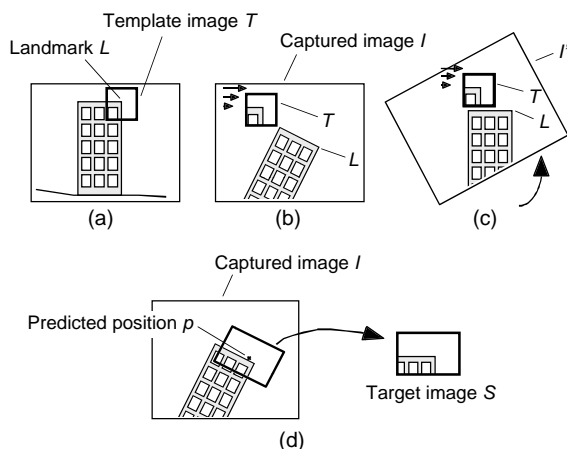 Template image T
Landmark L
Captured image I
T
L
I'
T
L
(a)
(b)
(c)
Captured image I
Predicted position p
Target image S
(d)